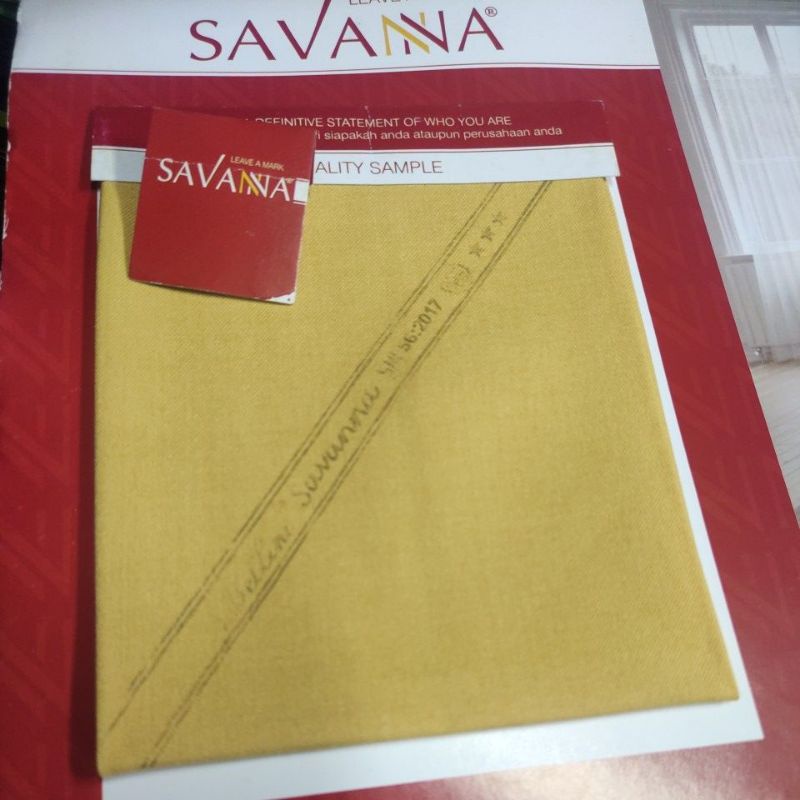 SAVANNA®
DEFINITIVE STATEMENT OF WHO YOU ARE
siapakah anda ataupun perusahaan anda
ALITY SAMPLE
LEAVE A MARK
SAVANNA
Bellini Savanna SNI 56:2017